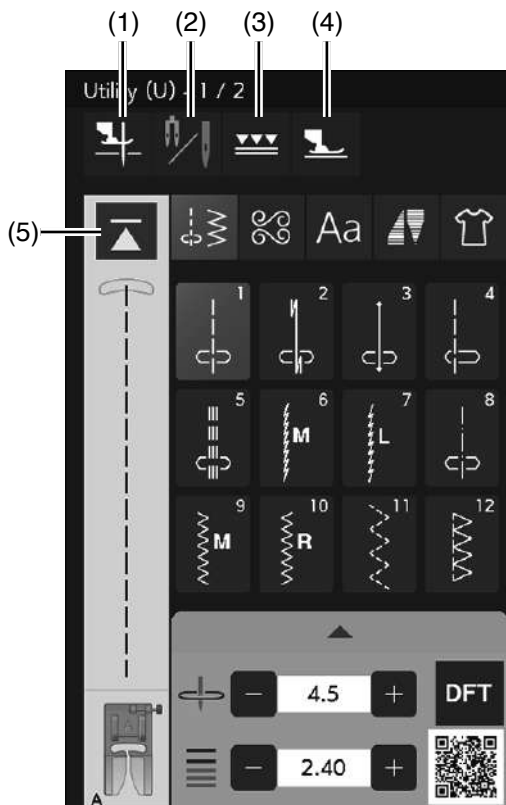 (1) (2) (3) (4)
Utility (U) - 1 / 2
(5)
Aa
1 2 3 4
5 6 7 8
M L
9 10 11 12
M R
4.5 DFT
2.40
A